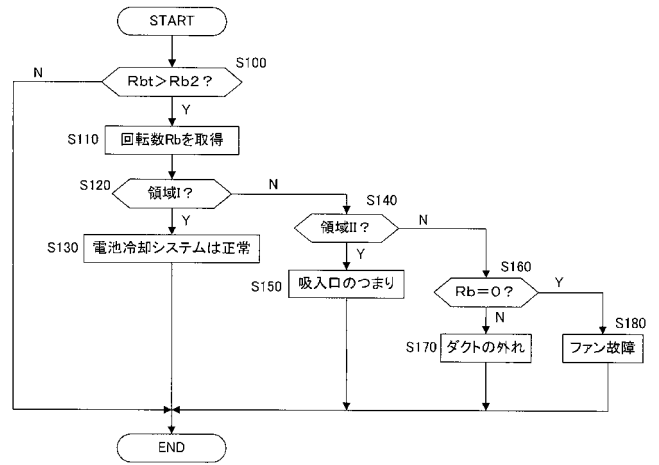 START
S100
N
Rbt>Rb2?
Y
S110
回転数Rbを取得
S120
領域I?
N
S140
Y
領域II?
N
S130
電池冷却システムは正常
Y
S160
S150
吸入口のつまり
Rb=0?
Y
N
S180
S170
ダクトの外れ
ファン故障
END